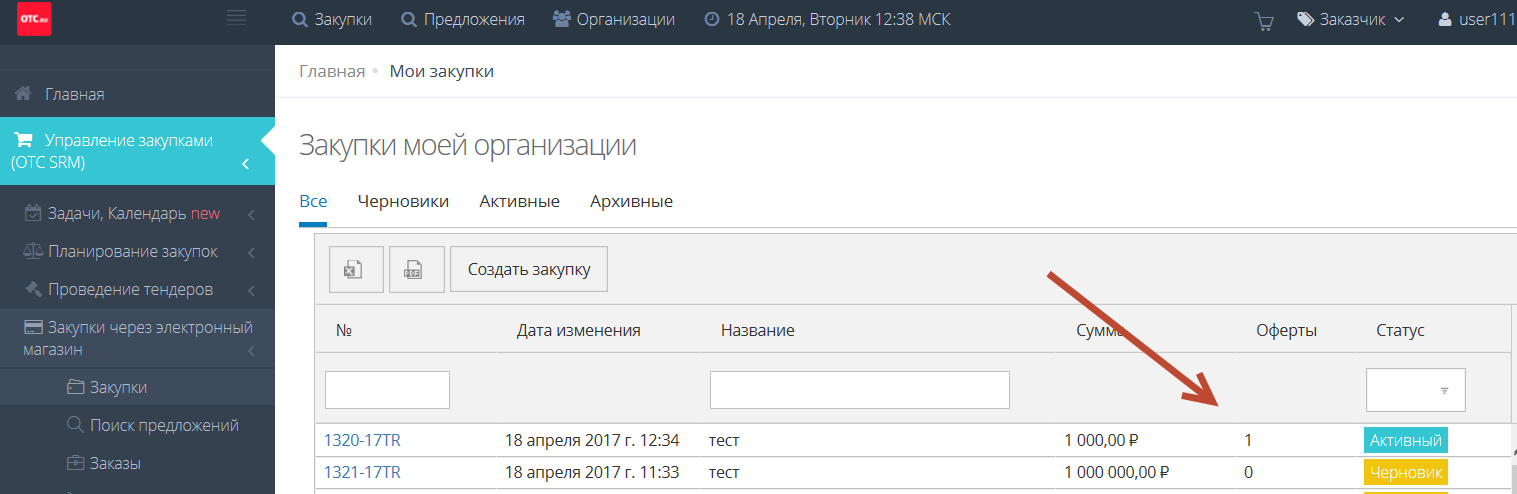 OTC.RU
Закупки Предложения Организации 18 Апреля, Вторник 12:38 МСК Заказчик user111
Главная Мои закупки
Главная
Управление закупками
(OTC SRM)
Задачи, Календарь new
Планирование закупок
Проведение тендеров
Закупки через электронный
магазин
Закупки
Поиск предложений
Заказы
Закупки моей организации
Все Черновики Активные Архивные
PDF Создать закупку
№ Дата изменения Название Сумма Оферты Статус
1320-17TR 18 апреля 2017 г. 12:34 тест 1 000,00 ₽ 1 Активный
1321-17TR 18 апреля 2017 г. 11:33 тест 1 000 000,00 ₽ 0 Черновик